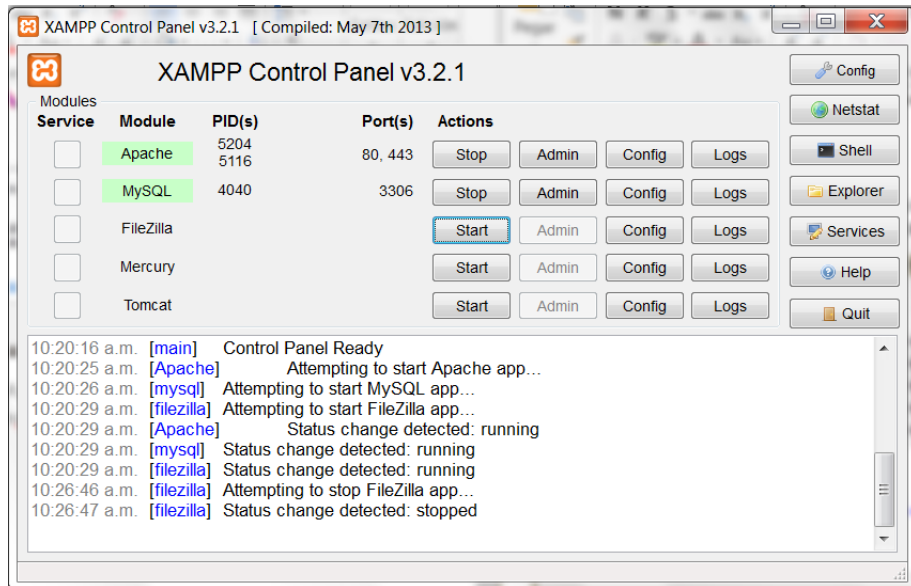 XAMPP Control Panel v3.2.1 [ Compiled: May 7th 2013 ]
XAMPP Control Panel v3.2.1
Config
Modules
Service Module PID(s) Port(s) Actions
Netstat
Apache 5204 5116 80, 443 Stop Admin Config Logs
Shell
MySQL 4040 3306 Stop Admin Config Logs
Explorer
FileZilla Start Admin Config Logs
Services
Mercury Start Admin Config Logs
Help
Tomcat Start Admin Config Logs
Quit
10:20:16 a.m. [main] Control Panel Ready
10:20:25 a.m. [Apache] Attempting to start Apache app...
10:20:26 a.m. [mysql] Attempting to start MySQL app...
10:20:29 a.m. [filezilla] Attempting to start FileZilla app...
10:20:29 a.m. [Apache] Status change detected: running
10:20:29 a.m. [mysql] Status change detected: running
10:20:29 a.m. [filezilla] Status change detected: running
10:26:46 a.m. [filezilla] Attempting to stop FileZilla app...
10:26:47 a.m. [filezilla] Status change detected: stopped